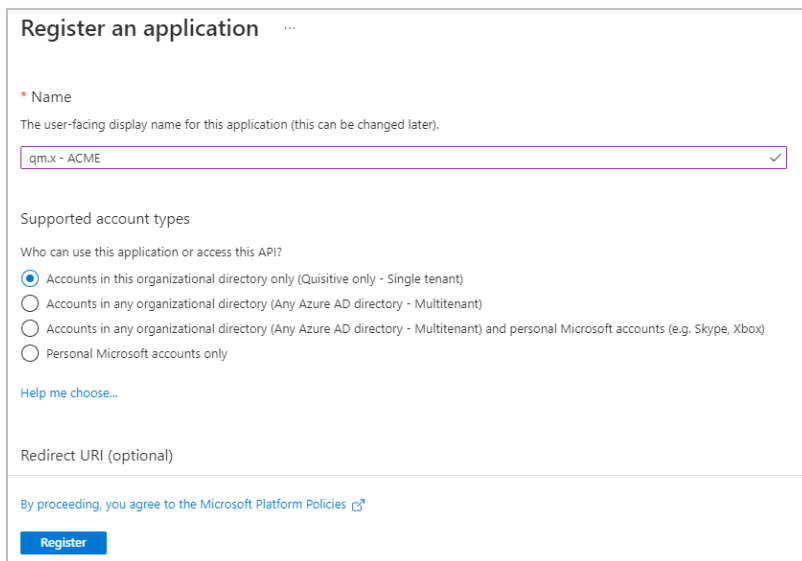 Register an application ...
* Name
The user-facing display name for this application (this can be changed later).
qm.x - ACME
Supported account types
Who can use this application or access this API?
Accounts in this organizational directory only (Quisitive only - Single tenant)
Accounts in any organizational directory (Any Azure AD directory - Multitenant)
Accounts in any organizational directory (Any Azure AD directory - Multitenant) and personal Microsoft accounts (e.g. Skype, Xbox)
Personal Microsoft accounts only
Help me choose...
Redirect URI (optional)
By proceeding, you agree to the Microsoft Platform Policies
Register